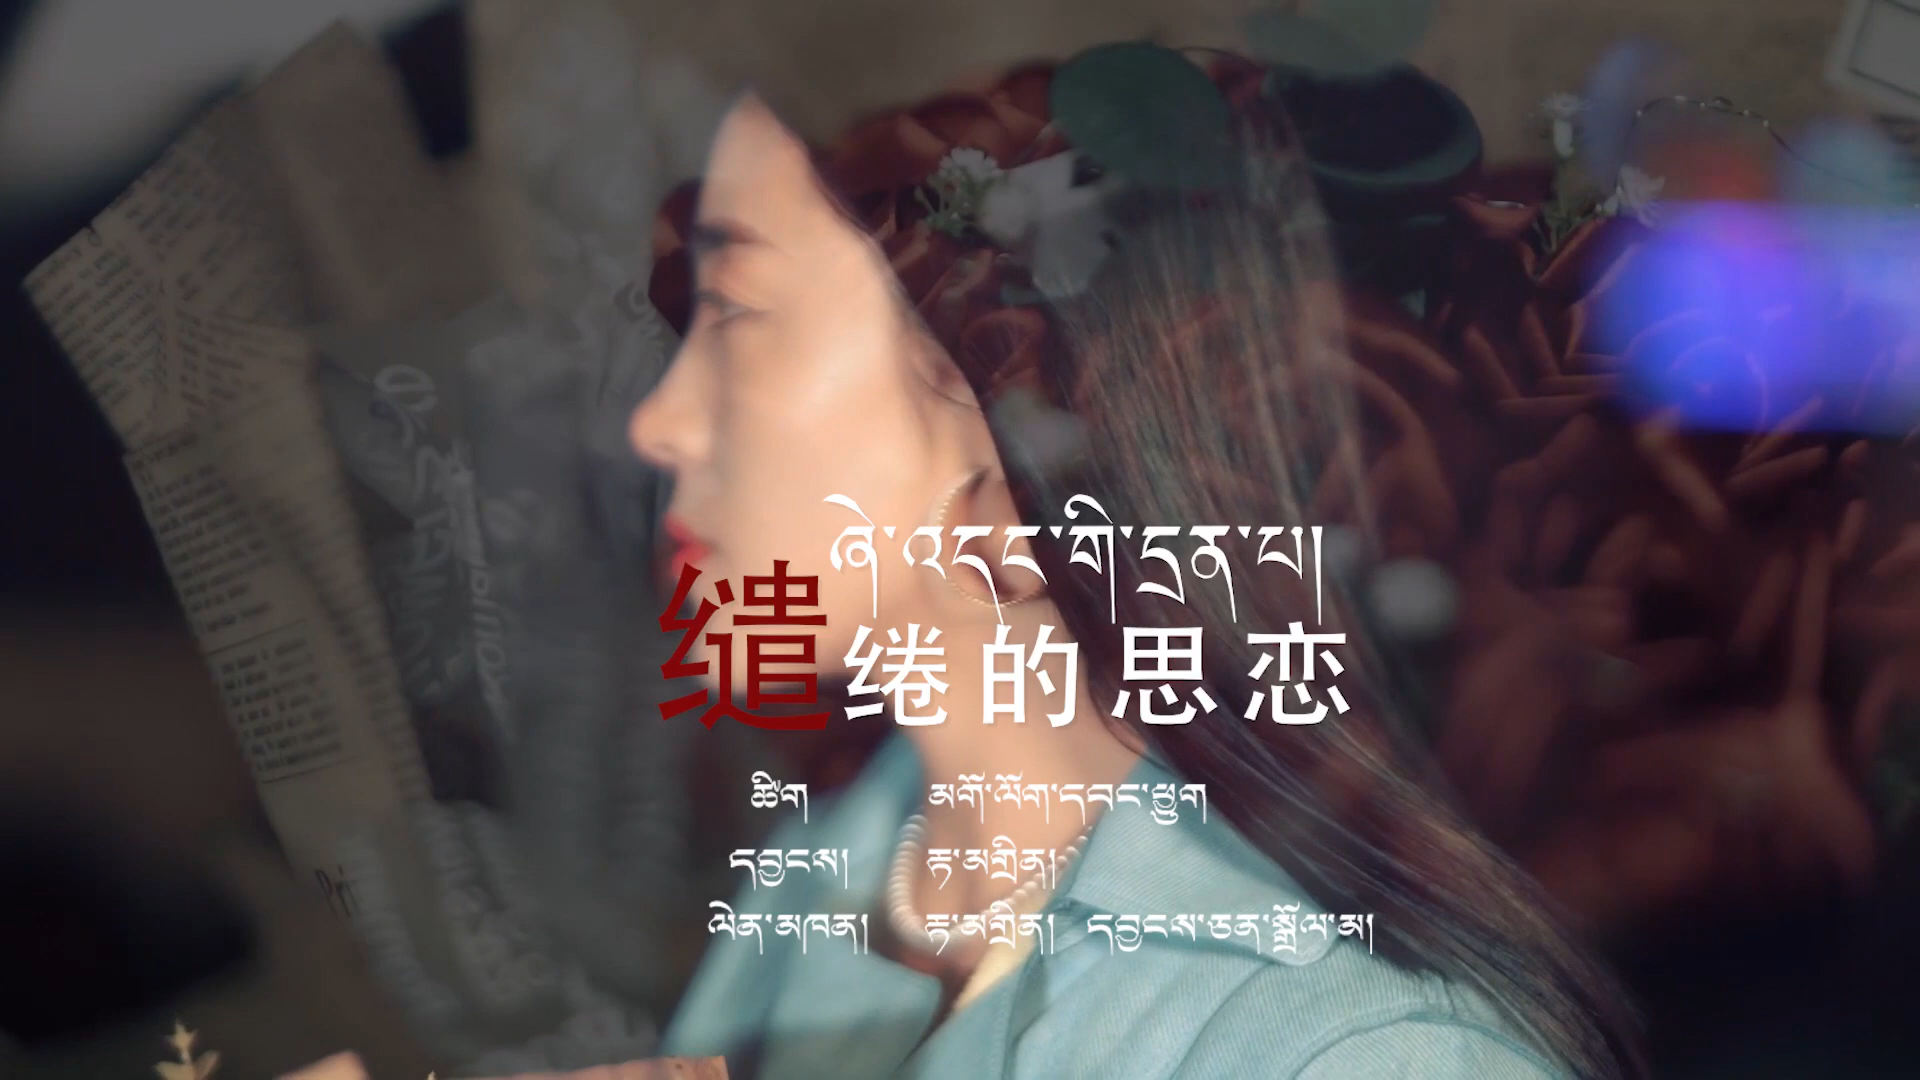 ཞེ་འདང་གི་དྲན་པ།
缱绻的思恋
ཚིག མགོ་ལོག་དབང་ཕྱུག
དབྱངས། རྟ་མགྲིན།
ལེན་མཁན། རྟ་མགྲིན། དབྱངས་ཅན་སྒྲོལ་མ།